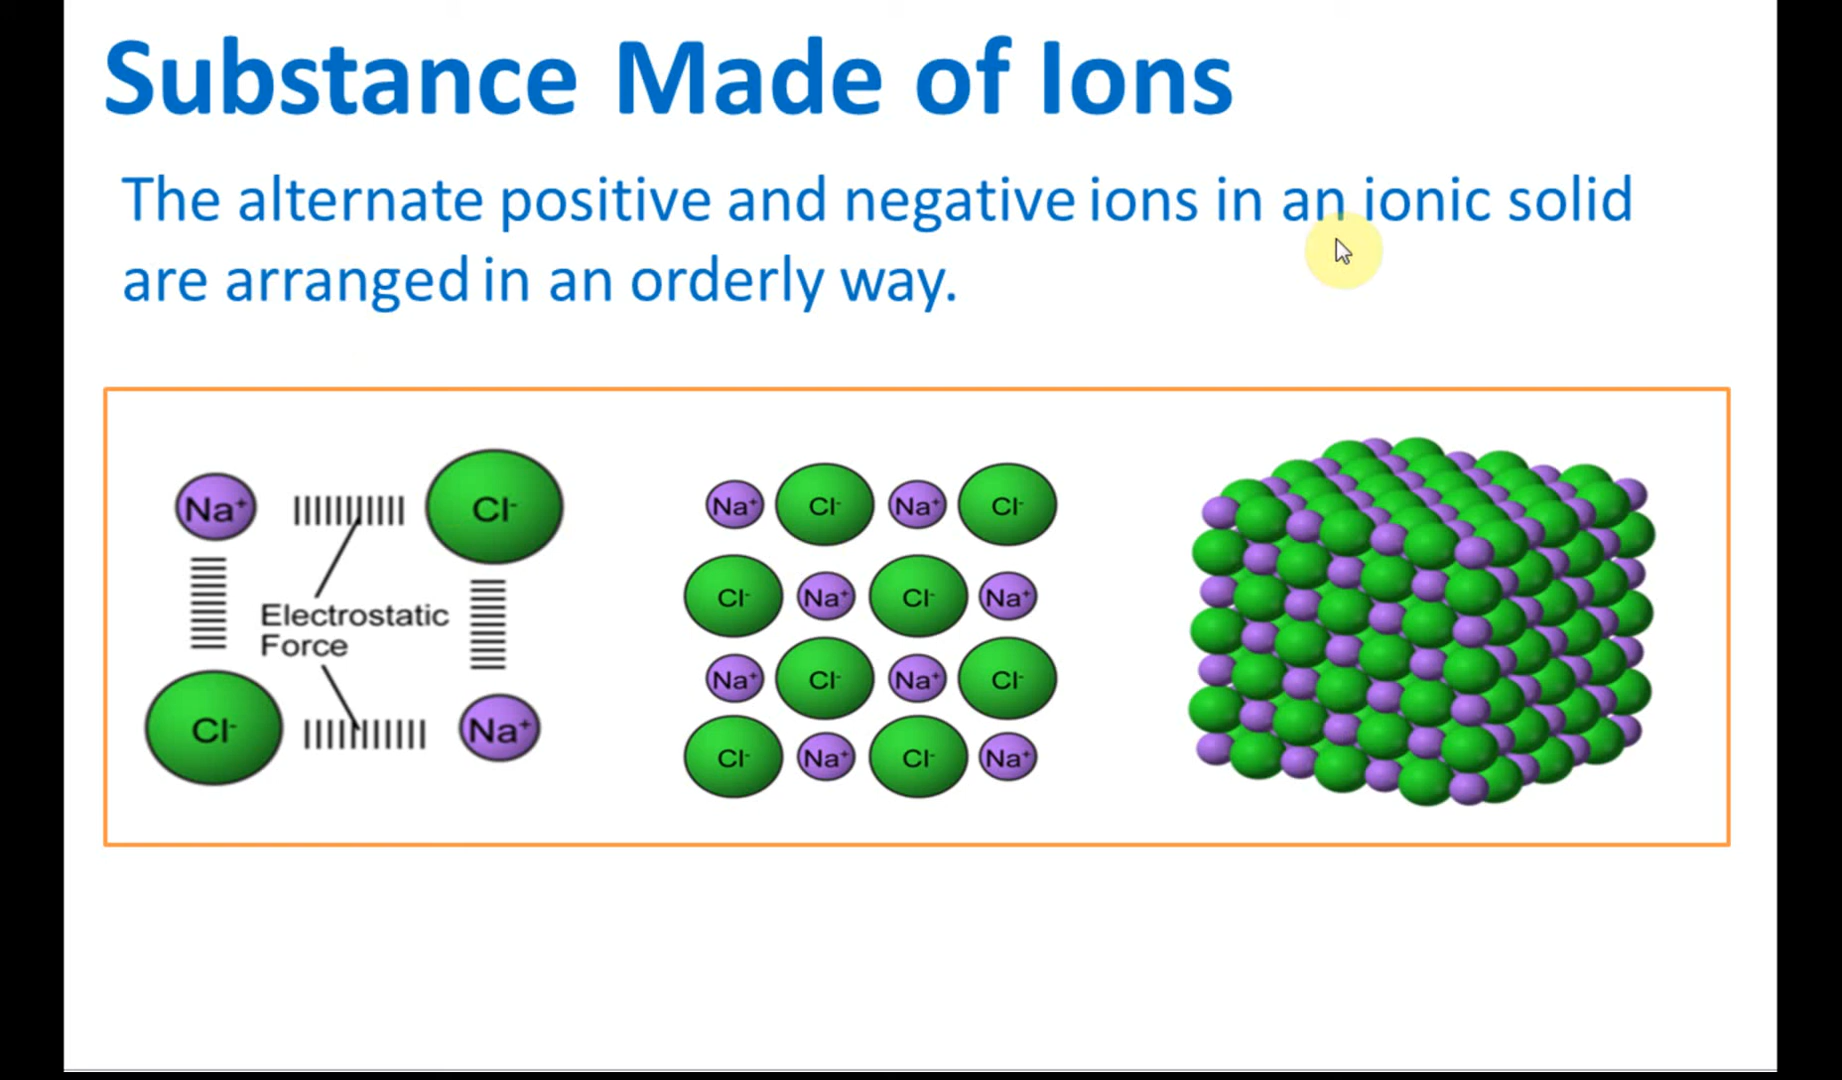 Substance Made of Ions
The alternate positive and negative ions in an ionic solid
are arranged in an orderly way.
Na⁺ Cl⁻
Electrostatic
Force
Cl⁻ Na⁺
Na⁺ Cl⁻ Na⁺ Cl⁻
Cl⁻ Na⁺ Cl⁻ Na⁺
Na⁺ Cl⁻ Na⁺ Cl⁻
Cl⁻ Na⁺ Cl⁻ Na⁺